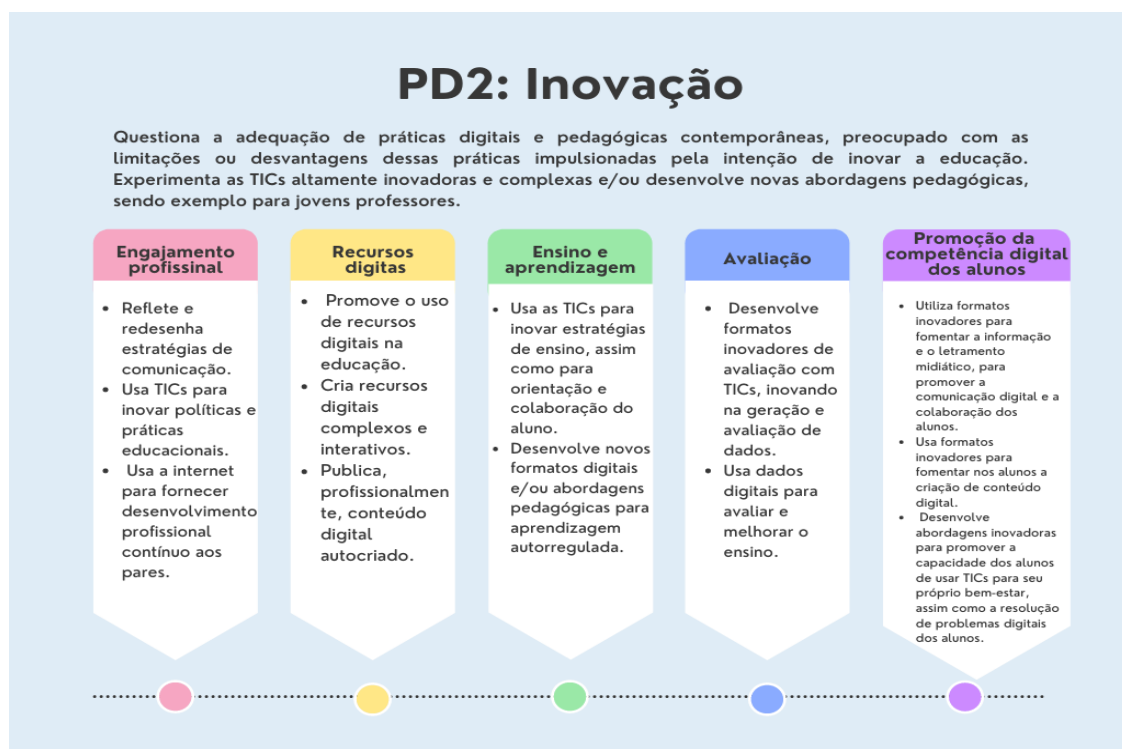 PD2: Inovação
Questiona a adequação de práticas digitais e pedagógicas contemporâneas, preocupado com as
limitações ou desvantagens dessas práticas impulsionadas pela intenção de inovar a educação.
Experimenta as TICs altamente inovadoras e complexas e/ou desenvolve novas abordagens pedagógicas,
sendo exemplo para jovens professores.
Engajamento
profissinal
• Reflete e
redesenha
estratégias de
comunicação.
• Usa TICs para
inovar políticas e
práticas
educacionais.
• Usa a internet
para fornecer
desenvolvimento
profissional
contínuo aos
pares.
Recursos
digitas
• Promove o uso
de recursos
digitais na
educação.
• Cria recursos
digitais
complexos e
interativos.
• Publica,
profissionalmen
te, conteúdo
digital
autocriado.
Ensino e
aprendizagem
• Usa as TICs para
inovar estratégias
de ensino, assim
como para
orientação e
colaboração do
aluno.
• Desenvolve novos
formatos digitais
e/ou abordagens
pedagógicas para
aprendizagem
autorregulada.
Avaliação
• Desenvolve
formatos
inovadores de
avaliação com
TICs, inovando
na geração e
avaliação de
dados.
• Usa dados
digitais para
avaliar e
melhorar o
ensino.
Promoção da
competência digital
dos alunos
• Utiliza formatos
inovadores para
fomentar a informação
e o letramento
midiático, para
promover a
comunicação digital e a
colaboração dos
alunos.
• Usa formatos
inovadores para
fomentar nos alunos a
criação de conteúdo
digital.
• Desenvolve
abordagens inovadoras
para promover a
capacidade dos alunos
de usar TICs para seu
próprio bem-estar,
assim como a resolução
de problemas digitais
dos alunos.